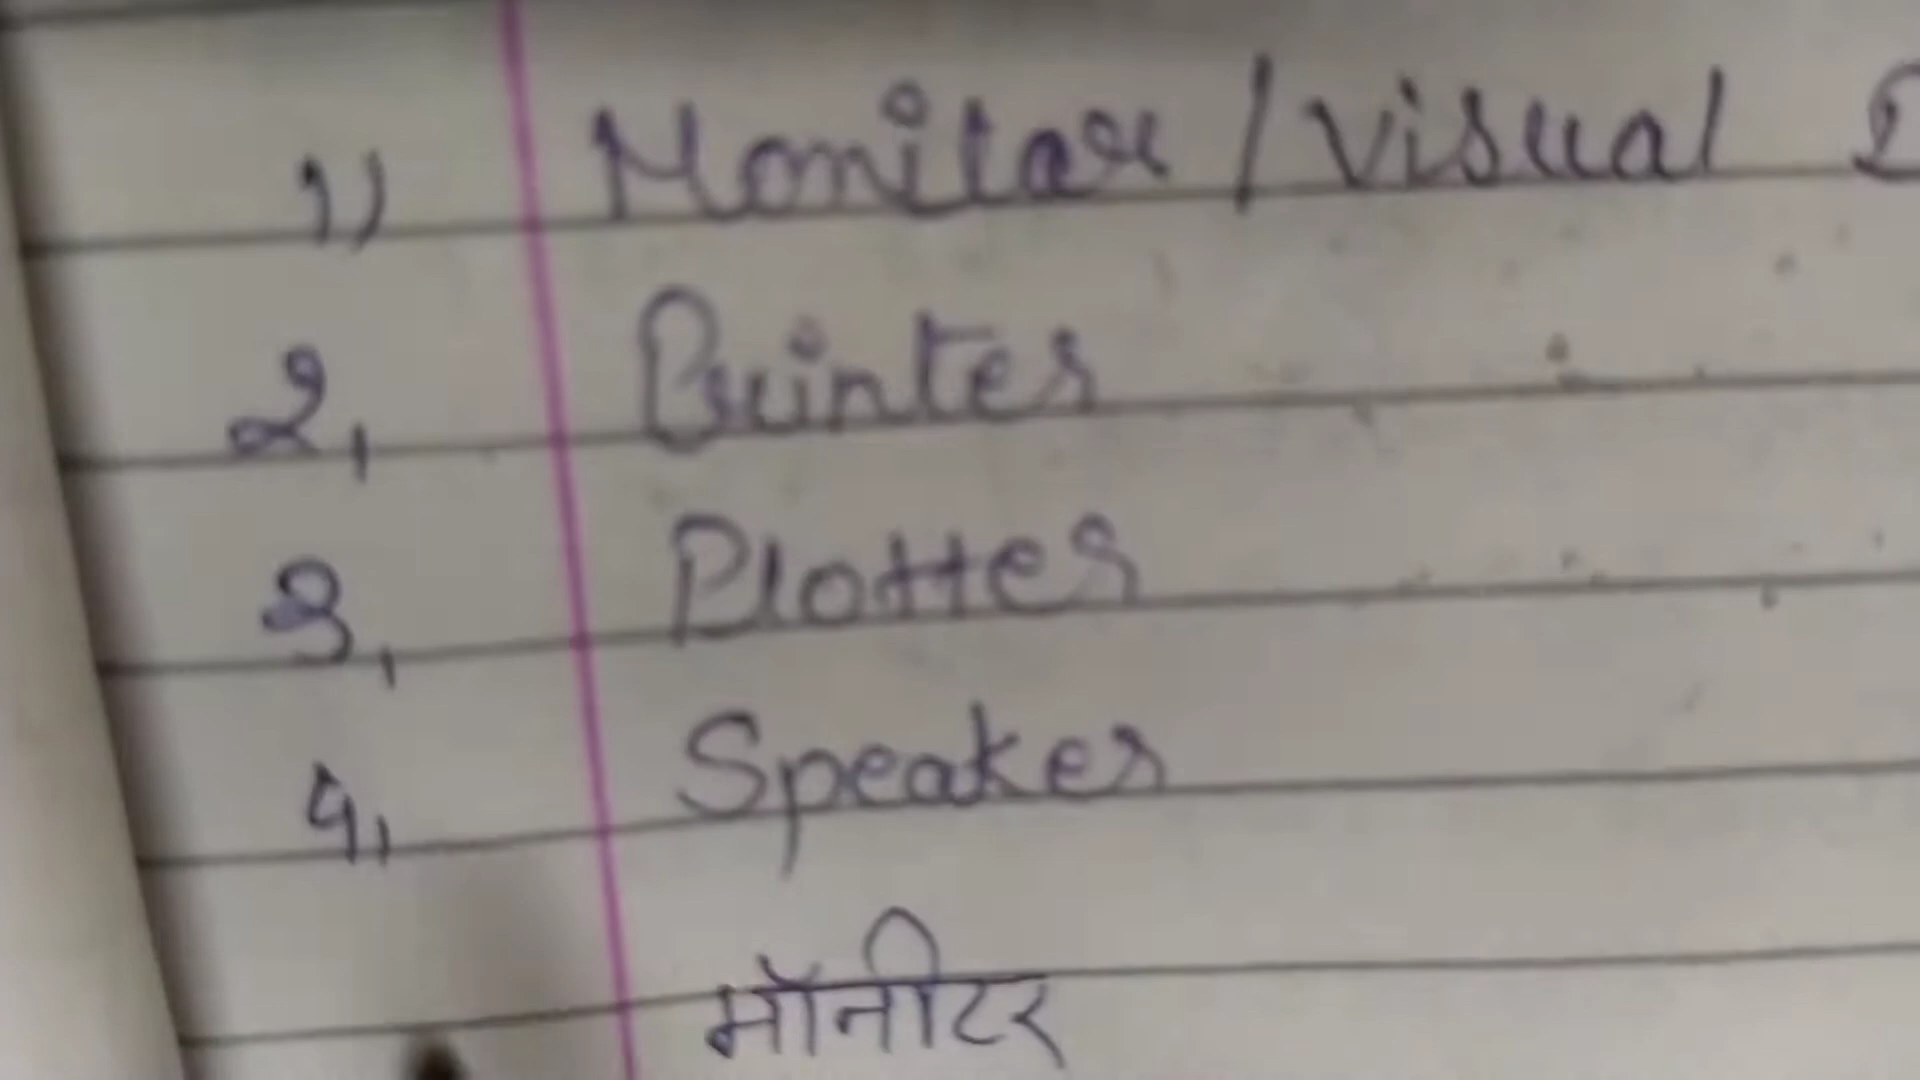 1) Monitor / Visual
2, Printer
3, Plotter
4, Speaker
मॉनीटर